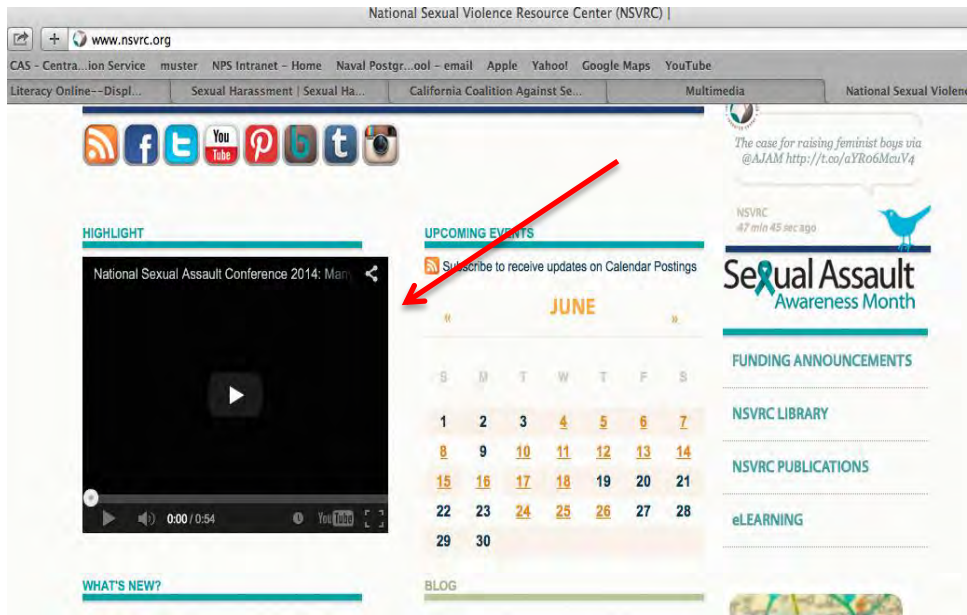 National Sexual Violence Resource Center (NSVRC) |
www.nsvrc.org
CAS - Centra...ion Service muster NPS Intranet - Home Naval Postgr...ool - email Apple Yahoo! Google Maps YouTube
Literacy Online--Displ... Sexual Harassment | Sexual Ha... California Coalition Against Se... Multimedia National Sexual Violen
You
Tube
The case for raising feminist boys via
@AJAM http://t.co/aYRo6McuV4
NSVRC
47 min 45 sec ago
HIGHLIGHT
National Sexual Assault Conference 2014: Many
0:00 / 0:54
YouTube
WHAT'S NEW?
UPCOMING EVENTS
Subscribe to receive updates on Calendar Postings
« JUNE »
S M T W T F S
1 2 3 4 5 6 7
8 9 10 11 12 13 14
15 16 17 18 19 20 21
22 23 24 25 26 27 28
29 30
BLOG
Sexual Assault
Awareness Month
FUNDING ANNOUNCEMENTS
NSVRC LIBRARY
NSVRC PUBLICATIONS
eLEARNING